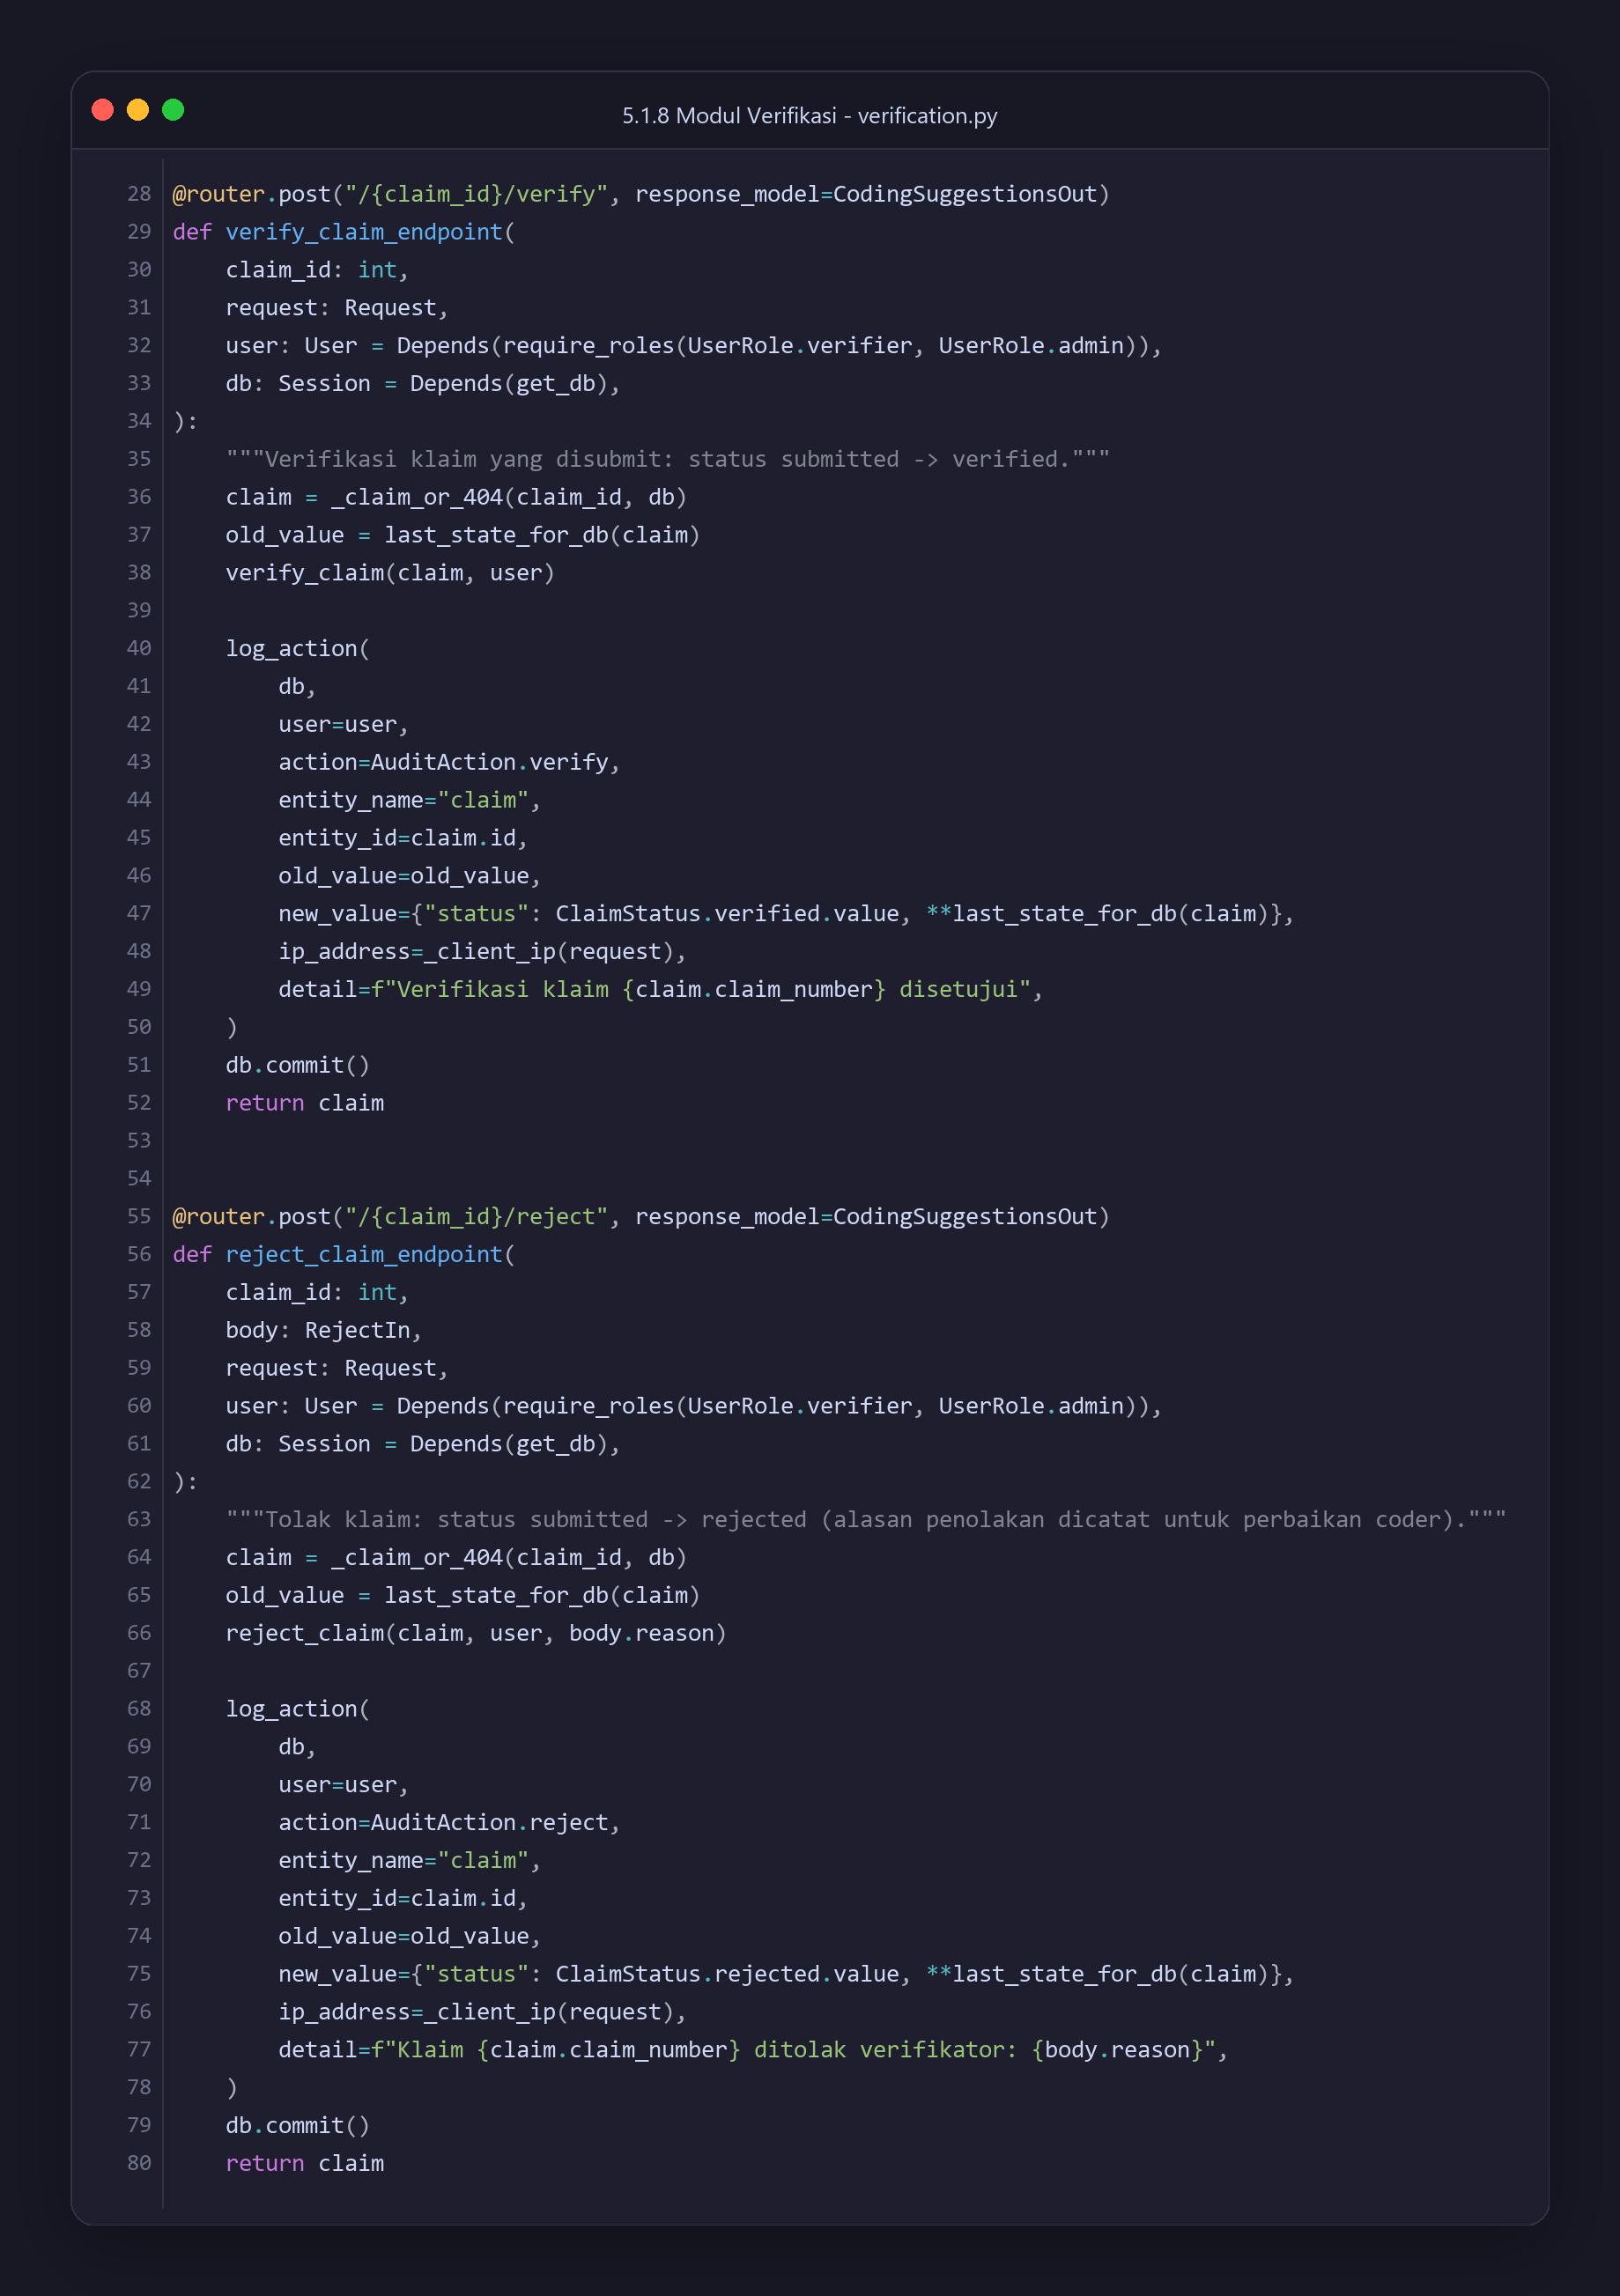 5.1.8 Modul Verifikasi - verification.py
28 @router.post("/{claim_id}/verify", response_model=CodingSuggestionsOut)
29 def verify_claim_endpoint(
30     claim_id: int,
31     request: Request,
32     user: User = Depends(require_roles(UserRole.verifier, UserRole.admin)),
33     db: Session = Depends(get_db),
34 ):
35     """Verifikasi klaim yang disubmit: status submitted -> verified."""
36     claim = _claim_or_404(claim_id, db)
37     old_value = last_state_for_db(claim)
38     verify_claim(claim, user)
39
40     log_action(
41         db,
42         user=user,
43         action=AuditAction.verify,
44         entity_name="claim",
45         entity_id=claim.id,
46         old_value=old_value,
47         new_value={"status": ClaimStatus.verified.value, **last_state_for_db(claim)},
48         ip_address=_client_ip(request),
49         detail=f"Verifikasi klaim {claim.claim_number} disetujui",
50     )
51     db.commit()
52     return claim
53
54
55 @router.post("/{claim_id}/reject", response_model=CodingSuggestionsOut)
56 def reject_claim_endpoint(
57     claim_id: int,
58     body: RejectIn,
59     request: Request,
60     user: User = Depends(require_roles(UserRole.verifier, UserRole.admin)),
61     db: Session = Depends(get_db),
62 ):
63     """Tolak klaim: status submitted -> rejected (alasan penolakan dicatat untuk perbaikan coder)."""
64     claim = _claim_or_404(claim_id, db)
65     old_value = last_state_for_db(claim)
66     reject_claim(claim, user, body.reason)
67
68     log_action(
69         db,
70         user=user,
71         action=AuditAction.reject,
72         entity_name="claim",
73         entity_id=claim.id,
74         old_value=old_value,
75         new_value={"status": ClaimStatus.rejected.value, **last_state_for_db(claim)},
76         ip_address=_client_ip(request),
77         detail=f"Klaim {claim.claim_number} ditolak verifikator: {body.reason}",
78     )
79     db.commit()
80     return claim